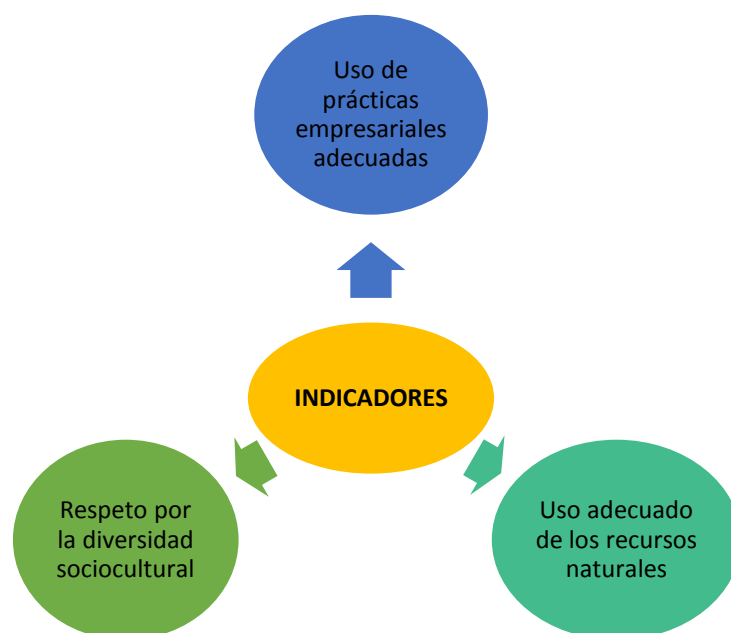 Uso de
prácticas
empresariales
adecuadas
INDICADORES
Respeto por
la diversidad
sociocultural
Uso adecuado
de los recursos
naturales